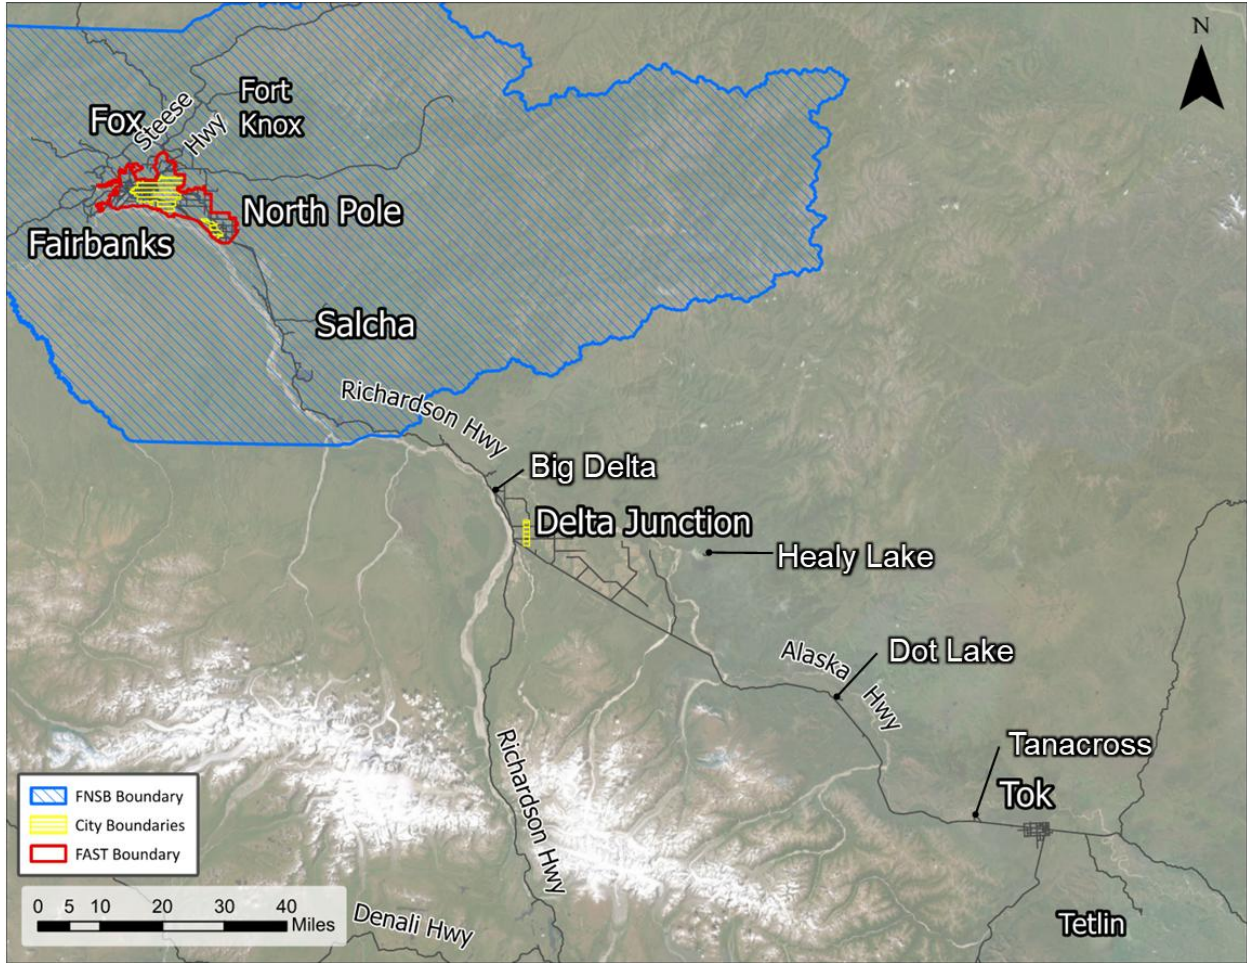 N
Fort
Knox
Fox
Steese
Hwy
North Pole
Fairbanks
Salcha
Richardson Hwy
Big Delta
Delta Junction
Healy Lake
Alaska
Hwy
Dot Lake
Tanacross
Tok
Richardson Hwy
FNSB Boundary
City Boundaries
FAST Boundary
0 5 10 20 30 40
Miles
Denali Hwy
Tetlin